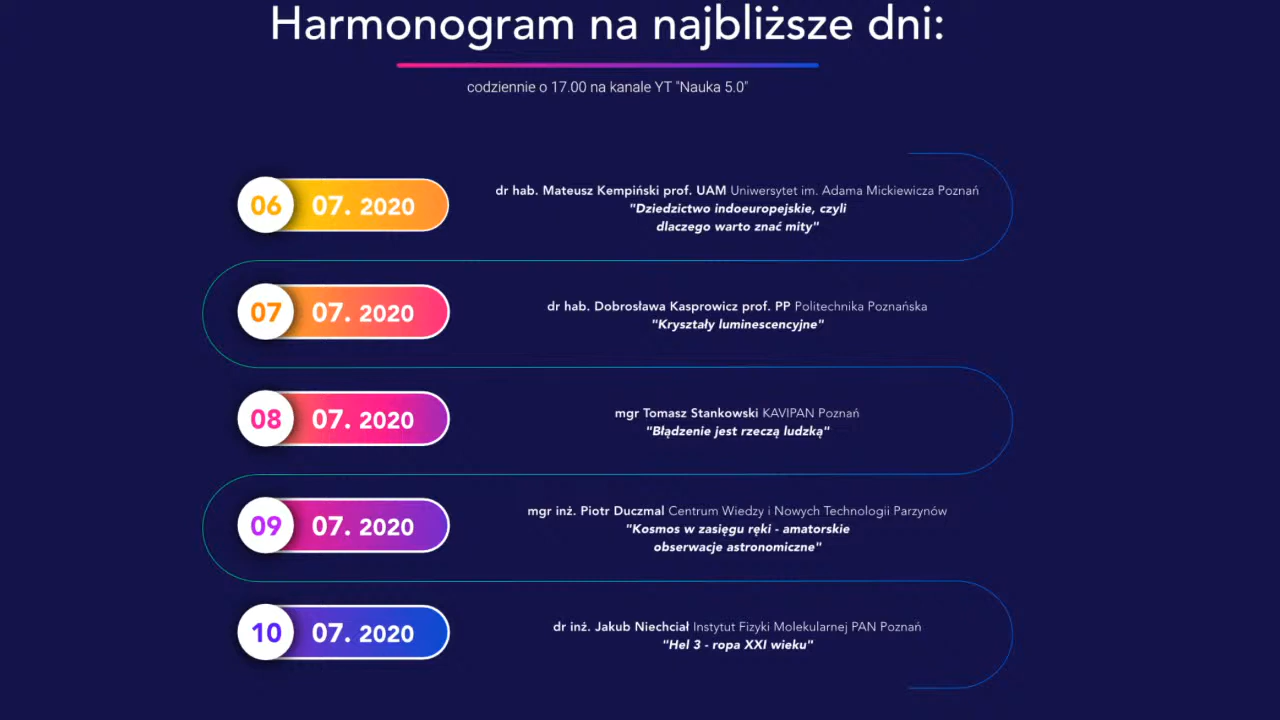 Harmonogram na najbliższe dni:
codziennie o 17.00 na kanale YT "Nauka 5.0"
06 07. 2020
dr hab. Mateusz Kempiński prof. UAM Uniwersytet im. Adama Mickiewicza Poznań
"Dziedzictwo indoeuropejskie, czyli
dlaczego warto znać mity"
07 07. 2020
dr hab. Dobrosława Kasprowicz prof. PP Politechnika Poznańska
"Kryształy luminescencyjne"
08 07. 2020
mgr Tomasz Stankowski KAVIPAN Poznań
"Błądzenie jest rzeczą ludzką"
09 07. 2020
mgr inż. Piotr Duczmal Centrum Wiedzy i Nowych Technologii Parzynów
"Kosmos w zasięgu ręki - amatorskie
obserwacje astronomiczne"
10 07. 2020
dr inż. Jakub Niechciał Instytut Fizyki Molekularnej PAN Poznań
"Hel 3 - ropa XXI wieku"